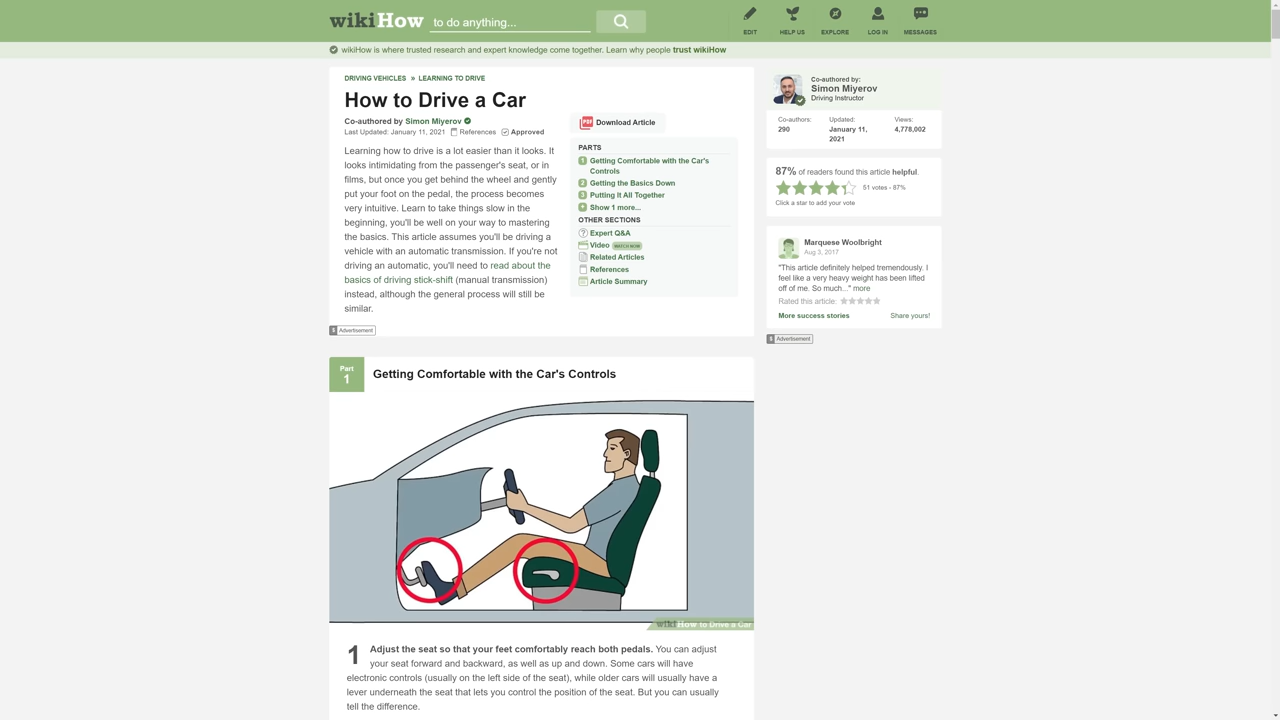 wikiHow to do anything...
EDIT HELP US EXPLORE LOG IN MESSAGES
wikiHow is where trusted research and expert knowledge come together. Learn why people trust wikiHow
DRIVING VEHICLES » LEARNING TO DRIVE
How to Drive a Car
Co-authored by Simon Miyerov
Last Updated: January 11, 2021 References Approved
Learning how to drive is a lot easier than it looks. It
looks intimidating from the passenger's seat, or in
films, but once you get behind the wheel and gently
put your foot on the pedal, the process becomes
very intuitive. Learn to take things slow in the
beginning, you'll be well on your way to mastering
the basics. This article assumes you'll be driving a
vehicle with an automatic transmission. If you're not
driving an automatic, you'll need to read about the
basics of driving stick-shift (manual transmission)
instead, although the general process will still be
similar.
$ Advertisement
PDF Download Article
PARTS
1 Getting Comfortable with the Car's
Controls
2 Getting the Basics Down
3 Putting It All Together
+ Show 1 more...
OTHER SECTIONS
? Expert Q&A
Video WATCH NOW
Related Articles
References
Article Summary
Co-authored by:
Simon Miyerov
Driving Instructor
Co-authors:
290
Updated:
January 11,
2021
Views:
4,778,002
87% of readers found this article helpful.
51 votes - 87%
Click a star to add your vote
Marquese Woolbright
Aug 3, 2017
"This article definitely helped tremendously. I
feel like a very heavy weight has been lifted
off of me. So much..." more
Rated this article:
More success stories Share yours!
$ Advertisement
Part
1
Getting Comfortable with the Car's Controls
wikiHow to Drive a Car
1 Adjust the seat so that your feet comfortably reach both pedals. You can adjust
your seat forward and backward, as well as up and down. Some cars will have
electronic controls (usually on the left side of the seat), while older cars will usually have a
lever underneath the seat that lets you control the position of the seat. But you can usually
tell the difference.